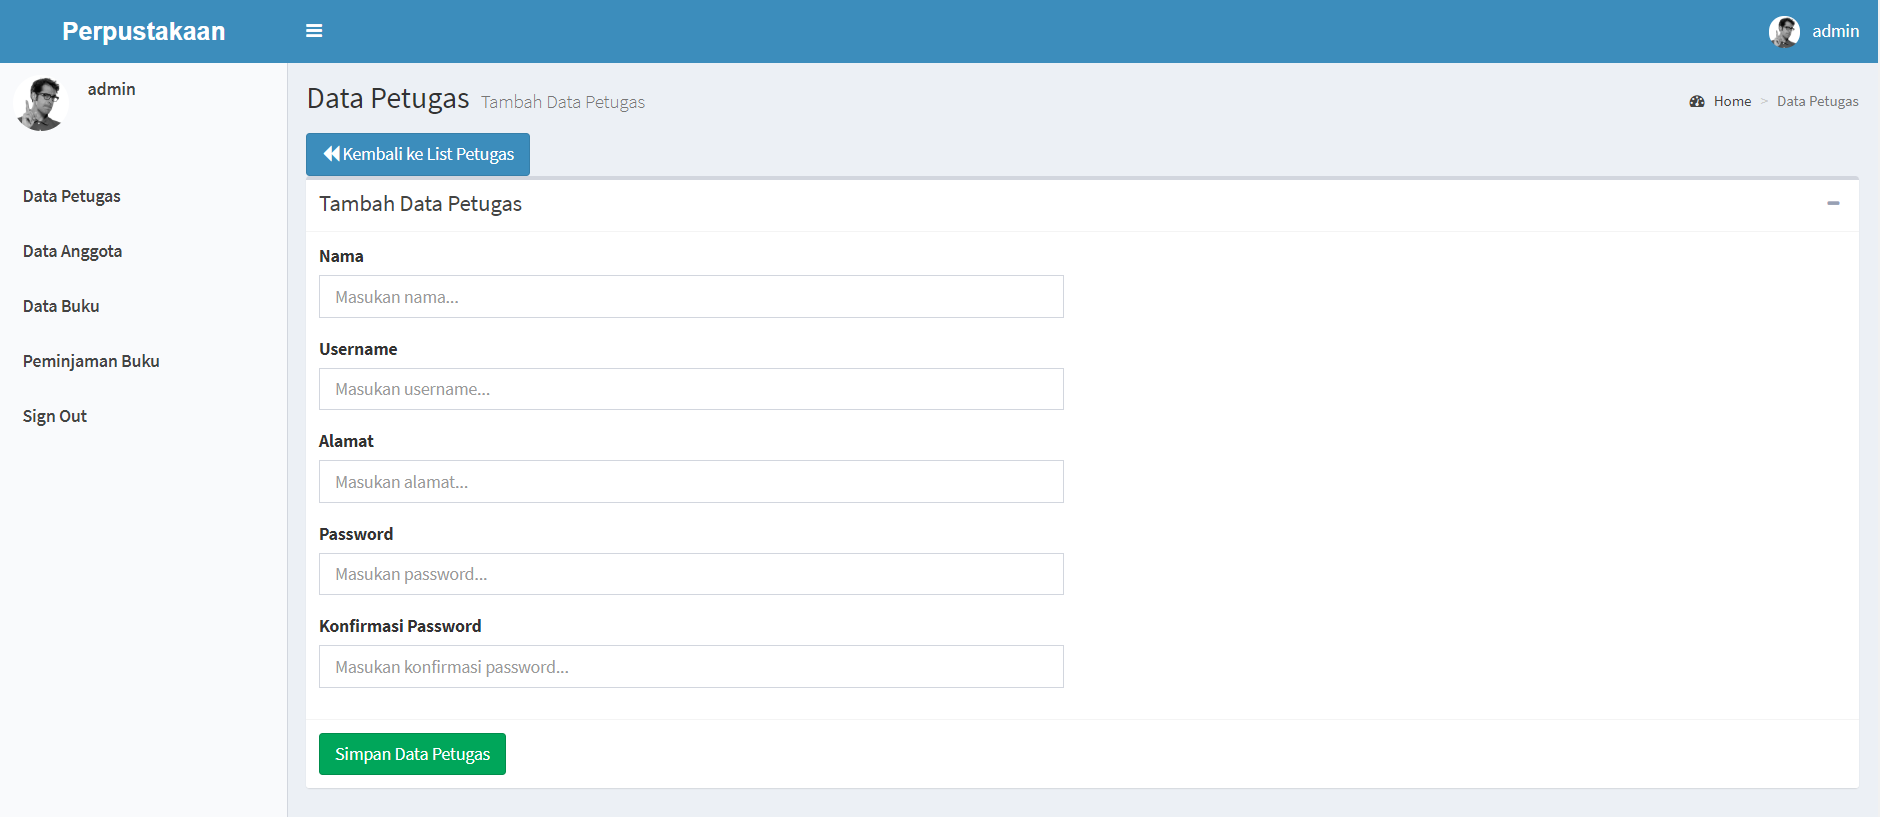 Perpustakaan
admin
admin
Data Petugas
Data Anggota
Data Buku
Peminjaman Buku
Sign Out
Data Petugas Tambah Data Petugas
Home > Data Petugas
Kembali ke List Petugas
Tambah Data Petugas
Nama
Masukan nama...
Username
Masukan username...
Alamat
Masukan alamat...
Password
Masukan password...
Konfirmasi Password
Masukan konfirmasi password...
Simpan Data Petugas